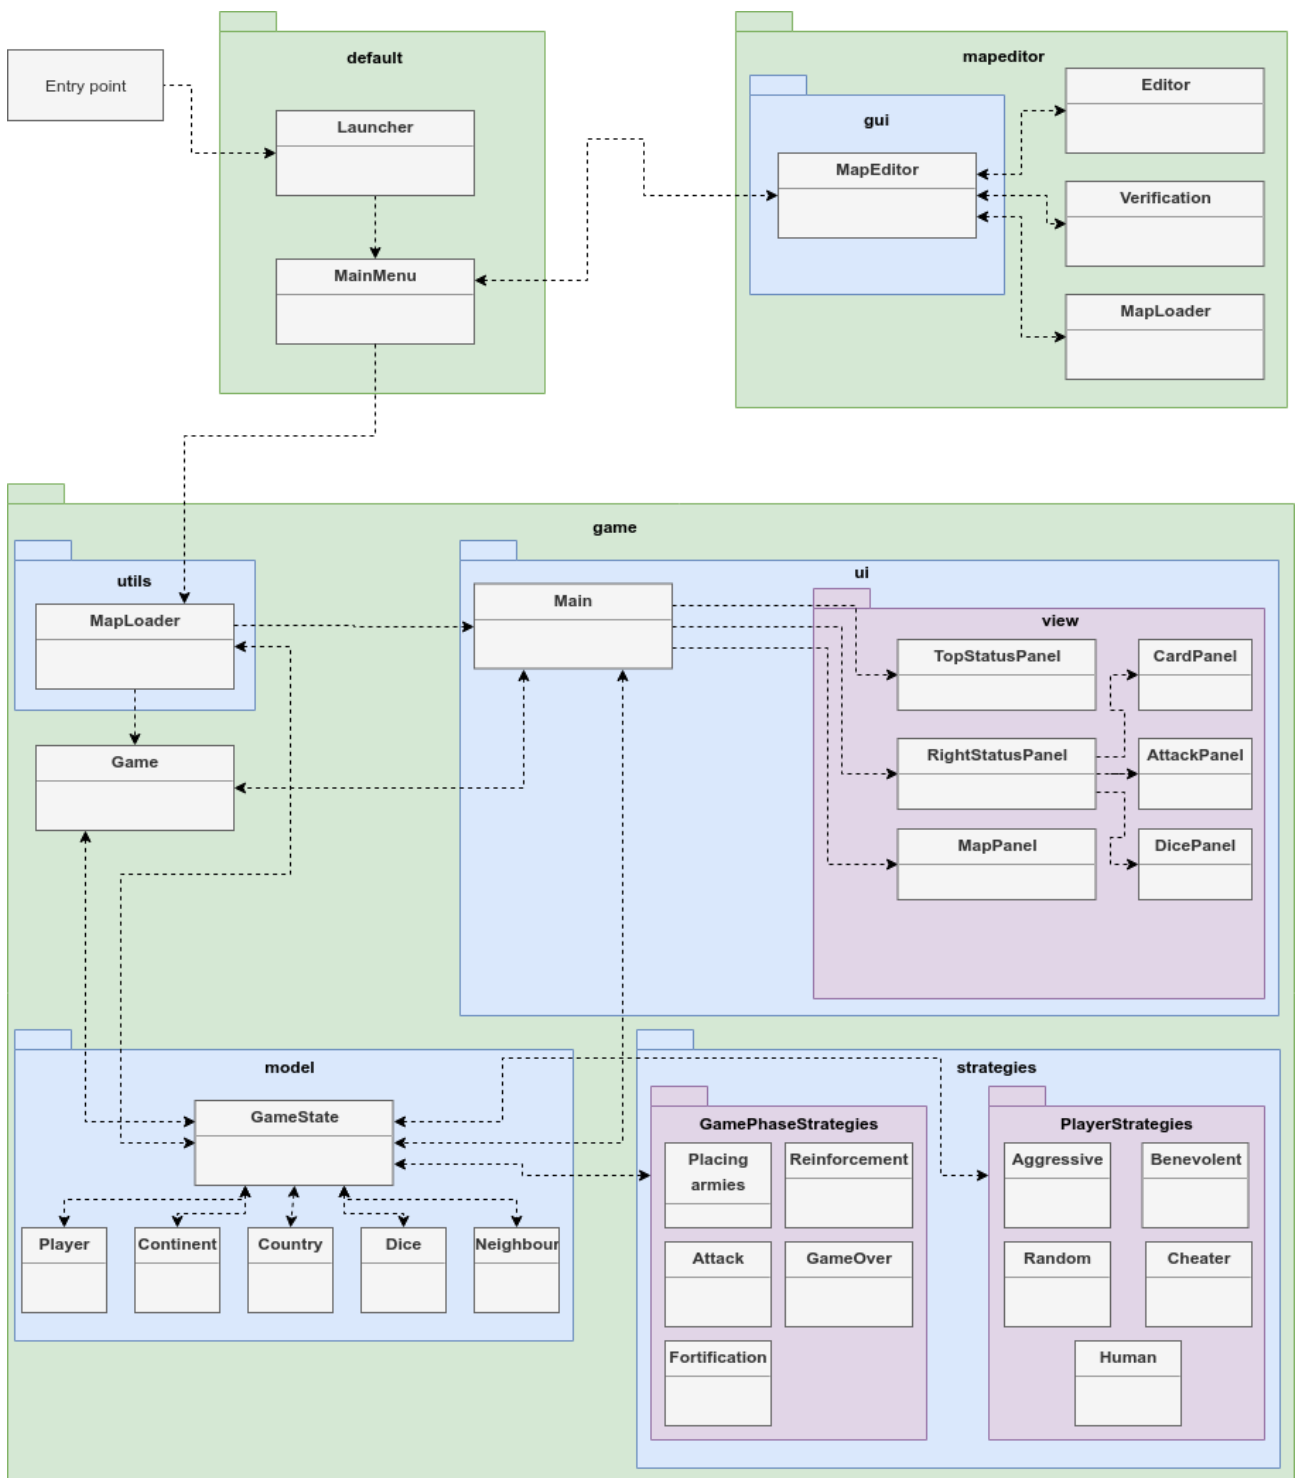 default
mapeditor
Entry point
Launcher
MainMenu
gui
MapEditor
Editor
Verification
MapLoader
game
utils
MapLoader
Game
ui
Main
view
TopStatusPanel
CardPanel
RightStatusPanel
AttackPanel
MapPanel
DicePanel
model
GameState
Player
Continent
Country
Dice
Neighbour
strategies
GamePhaseStrategies
Placing
armies
Reinforcement
Attack
GameOver
Fortification
PlayerStrategies
Aggressive
Benevolent
Random
Cheater
Human